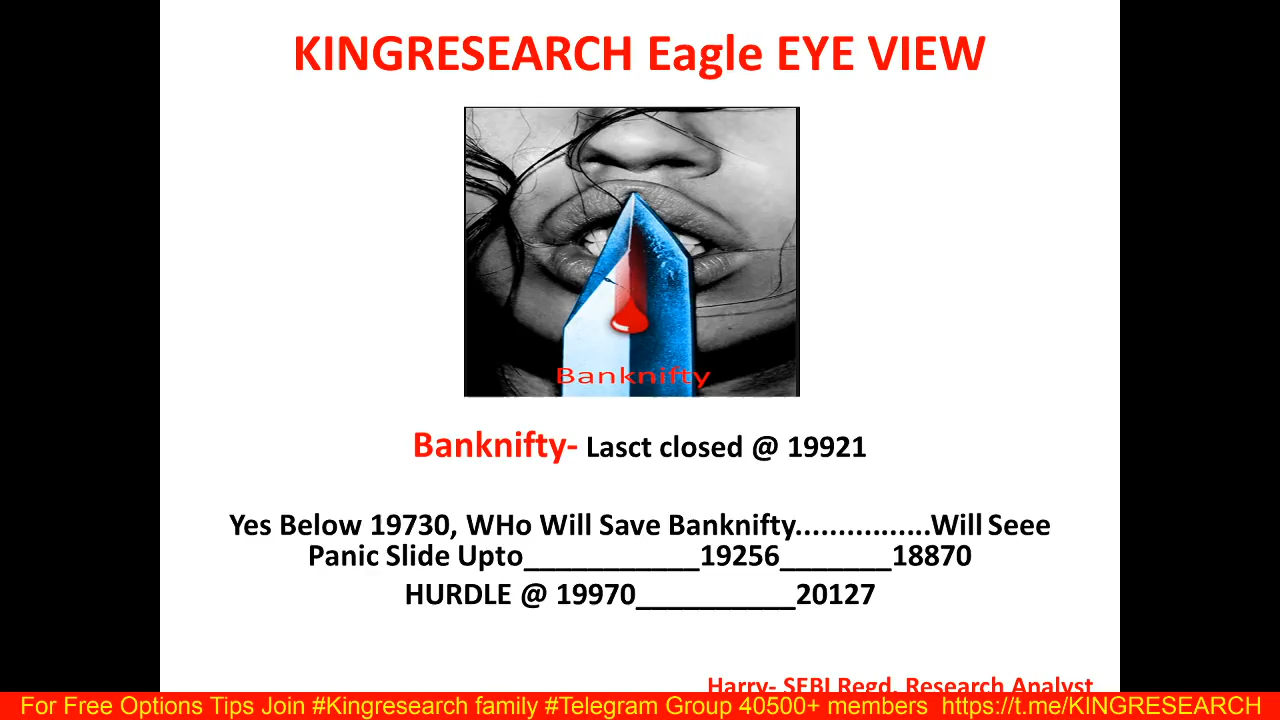 KINGRESEARCH Eagle EYE VIEW
Banknifty
Banknifty- Lasct closed @ 19921
Yes Below 19730, WHo Will Save Banknifty................Will Seee
Panic Slide Upto___________19256_______18870
HURDLE @ 19970__________20127
Harry- SEBI Regd. Research Analyst
For Free Options Tips Join #Kingresearch family #Telegram Group 40500+ members https://t.me/KINGRESEARCH